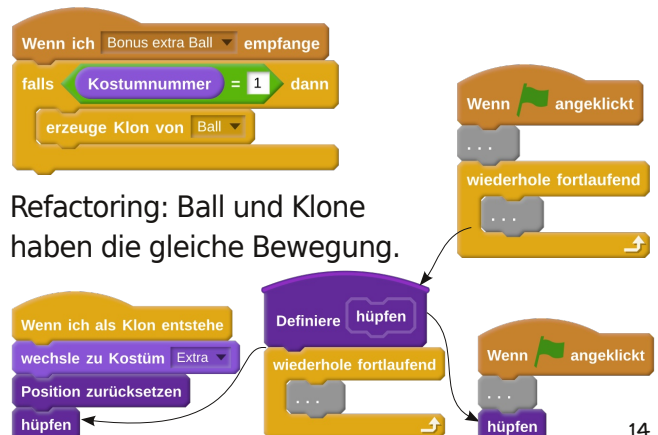 Wenn ich Bonus extra Ball empfange
falls Kostumnummer = 1 dann
erzeuge Klon von Ball
Wenn angeklickt
. . .
wiederhole fortlaufend
. . .
Refactoring: Ball und Klone
haben die gleiche Bewegung.
Wenn ich als Klon entstehe
wechsle zu Kostüm Extra
Position zurücksetzen
hüpfen
Definiere hüpfen
wiederhole fortlaufend
. . .
Wenn angeklickt
. . .
hüpfen
14